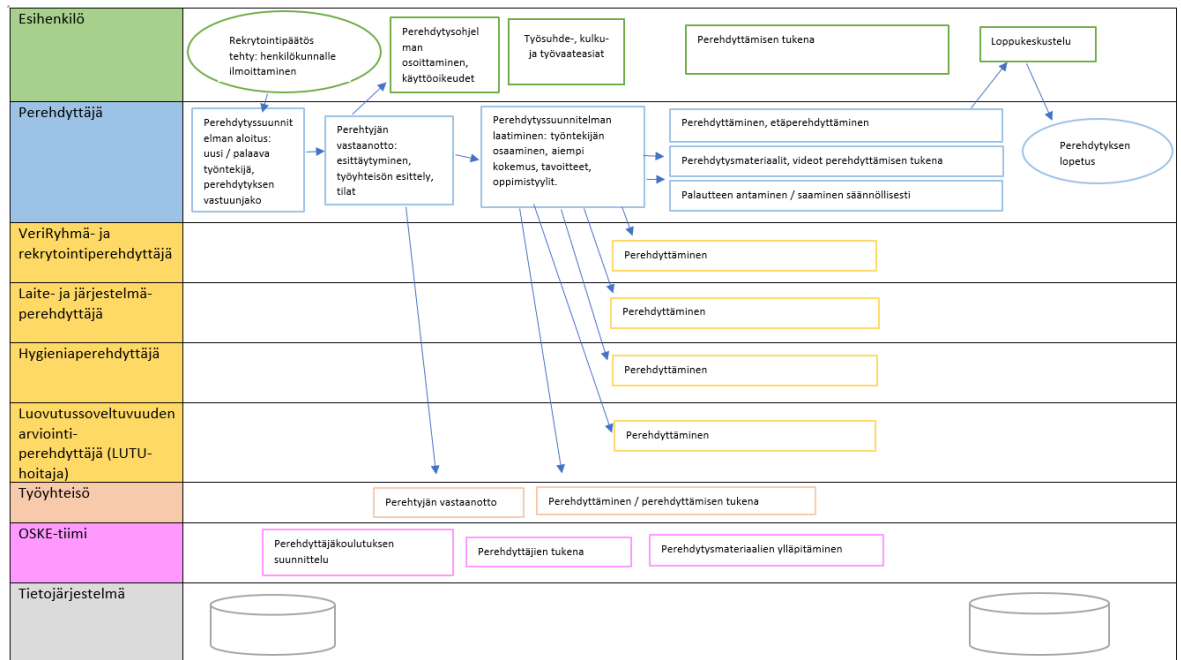 Esihenkilö
Rekrytointipäätös
tehty: henkilökunnalle
ilmoittaminen
Perehdytysohjel
man
osoittaminen,
käyttöoikeudet
Työsuhde-, kulku-
ja työvaateasiat
Perehdyttämisen tukena
Loppukeskustelu
Perehdyttäjä
Perehdytyssuunnit
elman aloitus:
uusi / palaava
työntekijä,
perehdytyksen
vastuunjako
Perehtyjän
vastaanotto:
esittäytyminen,
työyhteisön esittely,
tilat
Perehdytyssuunnitelman
laatiminen: työntekijän
osaaminen, aiempi
kokemus, tavoitteet,
oppimistyylit.
Perehdyttäminen, etäperehdyttäminen
Perehdytysmateriaalit, videot perehdyttämisen tukena
Palautteen antaminen / saaminen säännöllisesti
Perehdytyksen
lopetus
VeriRyhmä- ja
rekrytointiperehdyttäjä
Perehdyttäminen
Laite- ja järjestelmä-
perehdyttäjä
Perehdyttäminen
Hygieniaperehdyttäjä
Perehdyttäminen
Luovutussoveltuvuuden
arviointi-
perehdyttäjä (LUTU-
hoitaja)
Perehdyttäminen
Työyhteisö
Perehtyjän vastaanotto
Perehdyttäminen / perehdyttämisen tukena
OSKE-tiimi
Perehdyttäjäkoulutuksen
suunnittelu
Perehdyttäjien tukena
Perehdytysmateriaalien ylläpitäminen
Tietojärjestelmä